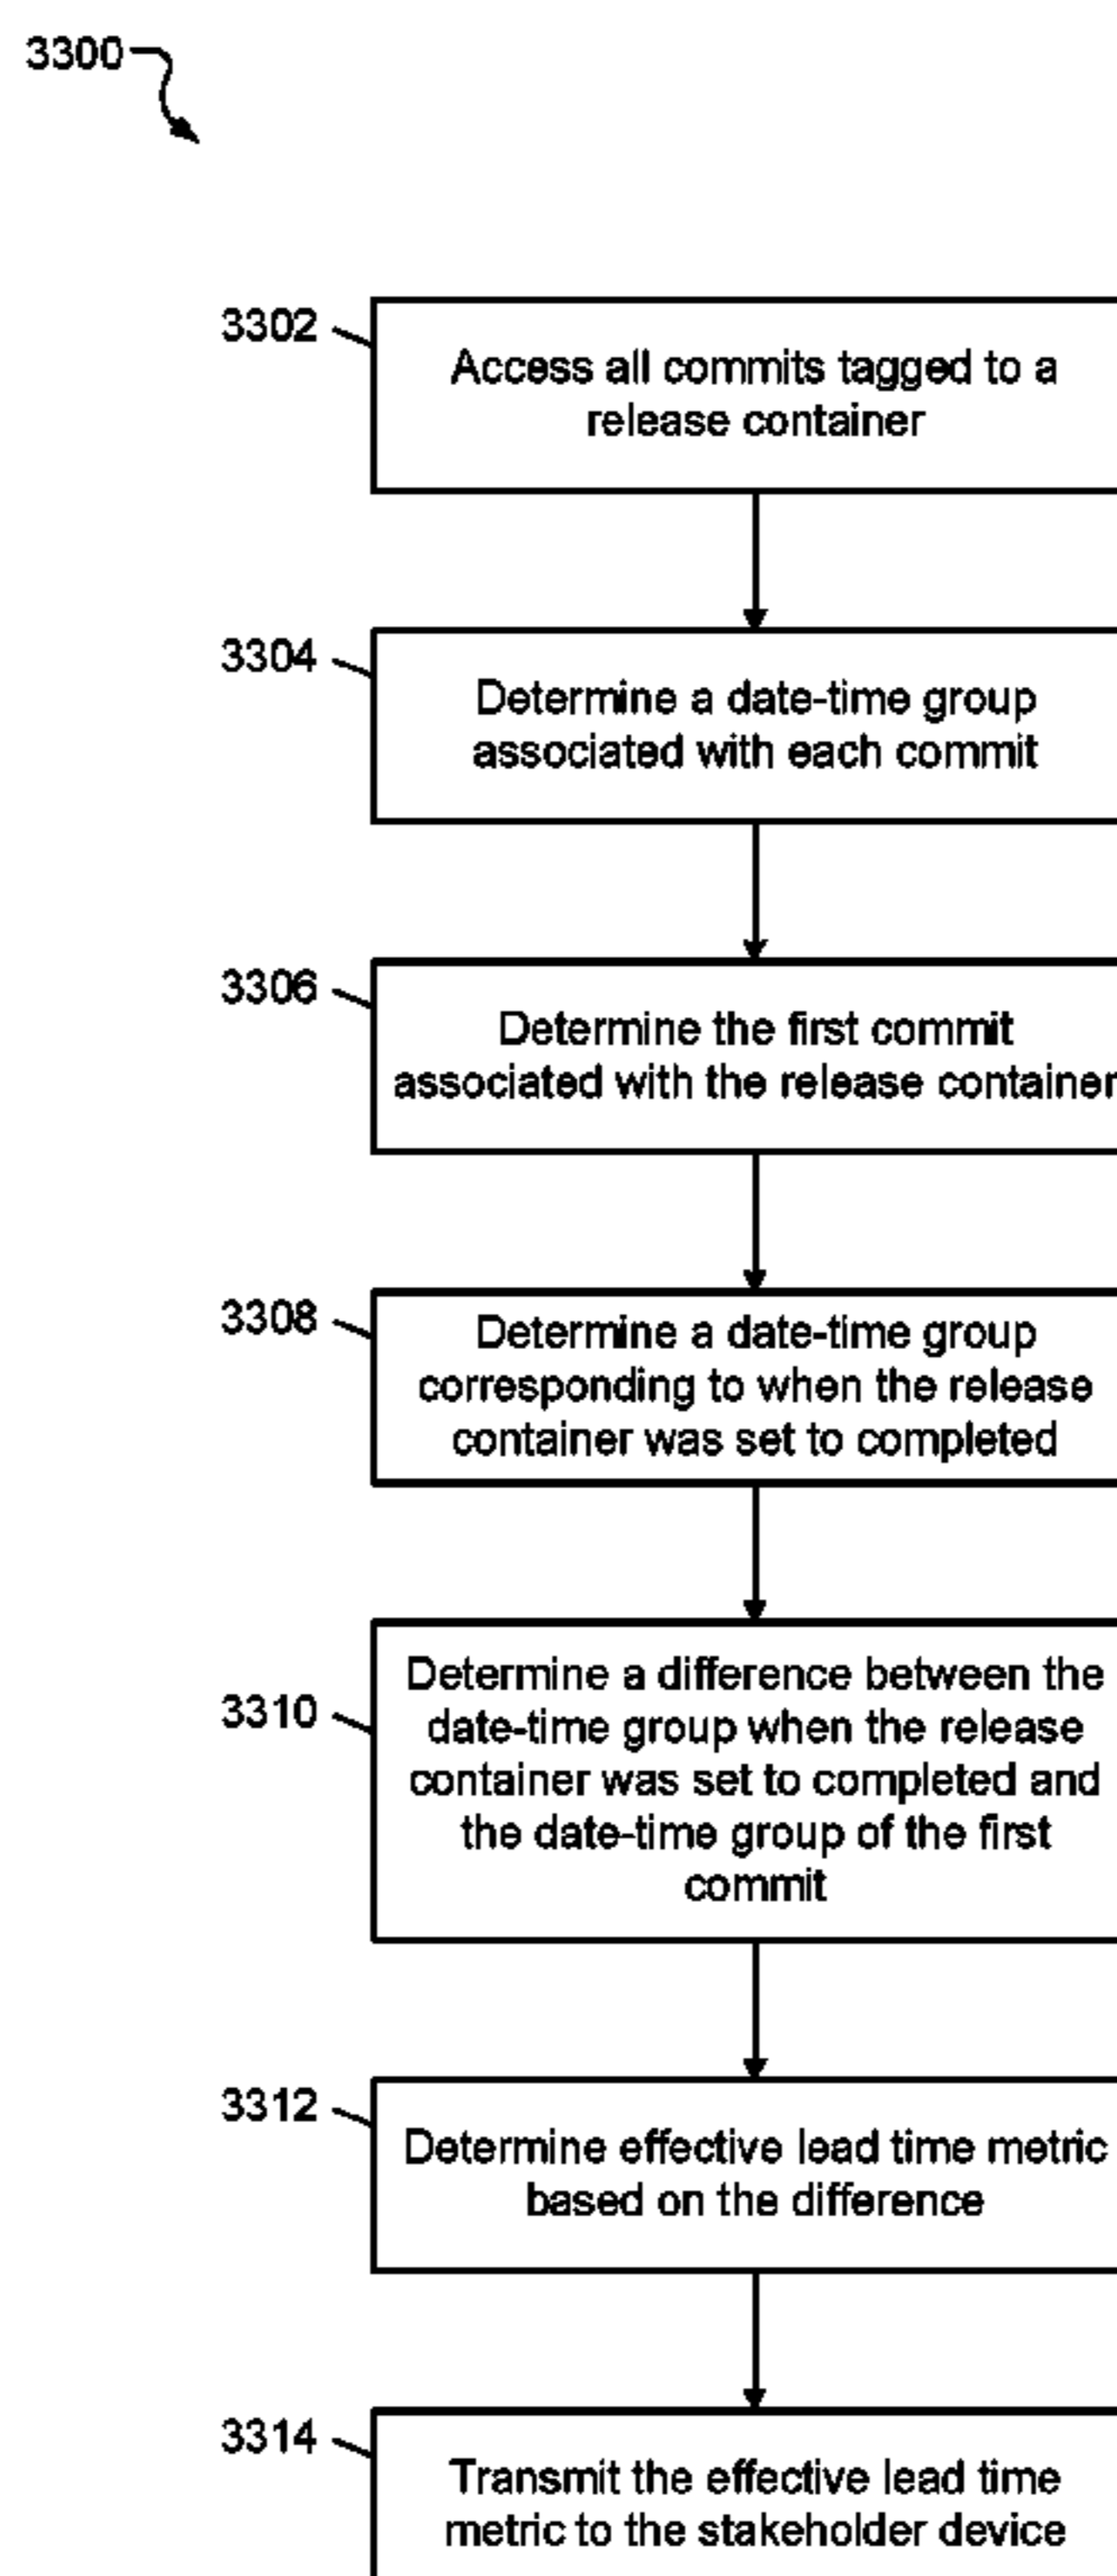 3300
3302
Access all commits tagged to a
release container
3304
Determine a date-time group
associated with each commit
3306
Determine the first commit
associated with the release container
3308
Determine a date-time group
corresponding to when the release
container was set to completed
3310
Determine a difference between the
date-time group when the release
container was set to completed and
the date-time group of the first
commit
3312
Determine effective lead time metric
based on the difference
3314
Transmit the effective lead time
metric to the stakeholder device